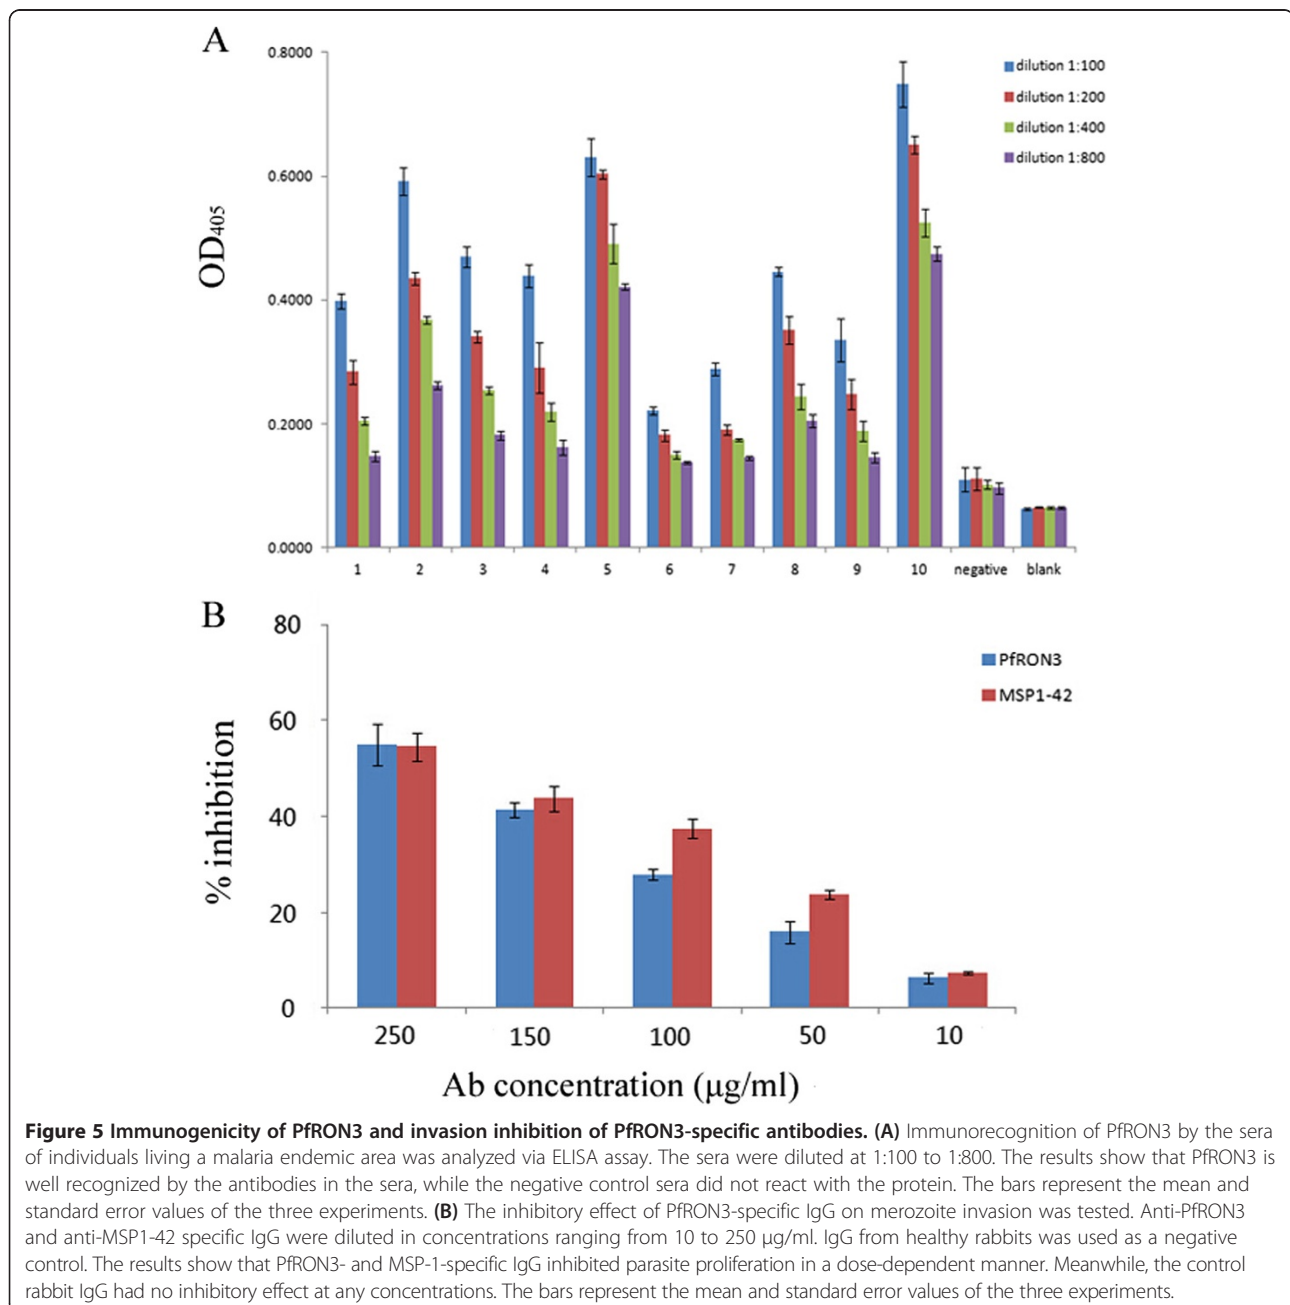 A
0.8000
0.6000
0.4000
0.2000
0.0000
OD405
dilution 1:100
dilution 1:200
dilution 1:400
dilution 1:800
1 2 3 4 5 6 7 8 9 10 negative blank
B
80
60
40
20
0
% inhibition
PfRON3
MSP1-42
250 150 100 50 10
Ab concentration (μg/ml)
Figure 5 Immunogenicity of PfRON3 and invasion inhibition of PfRON3-specific antibodies. (A) Immunorecognition of PfRON3 by the sera
of individuals living a malaria endemic area was analyzed via ELISA assay. The sera were diluted at 1:100 to 1:800. The results show that PfRON3 is
well recognized by the antibodies in the sera, while the negative control sera did not react with the protein. The bars represent the mean and
standard error values of the three experiments. (B) The inhibitory effect of PfRON3-specific IgG on merozoite invasion was tested. Anti-PfRON3
and anti-MSP1-42 specific IgG were diluted in concentrations ranging from 10 to 250 μg/ml. IgG from healthy rabbits was used as a negative
control. The results show that PfRON3- and MSP-1-specific IgG inhibited parasite proliferation in a dose-dependent manner. Meanwhile, the control
rabbit IgG had no inhibitory effect at any concentrations. The bars represent the mean and standard error values of the three experiments.